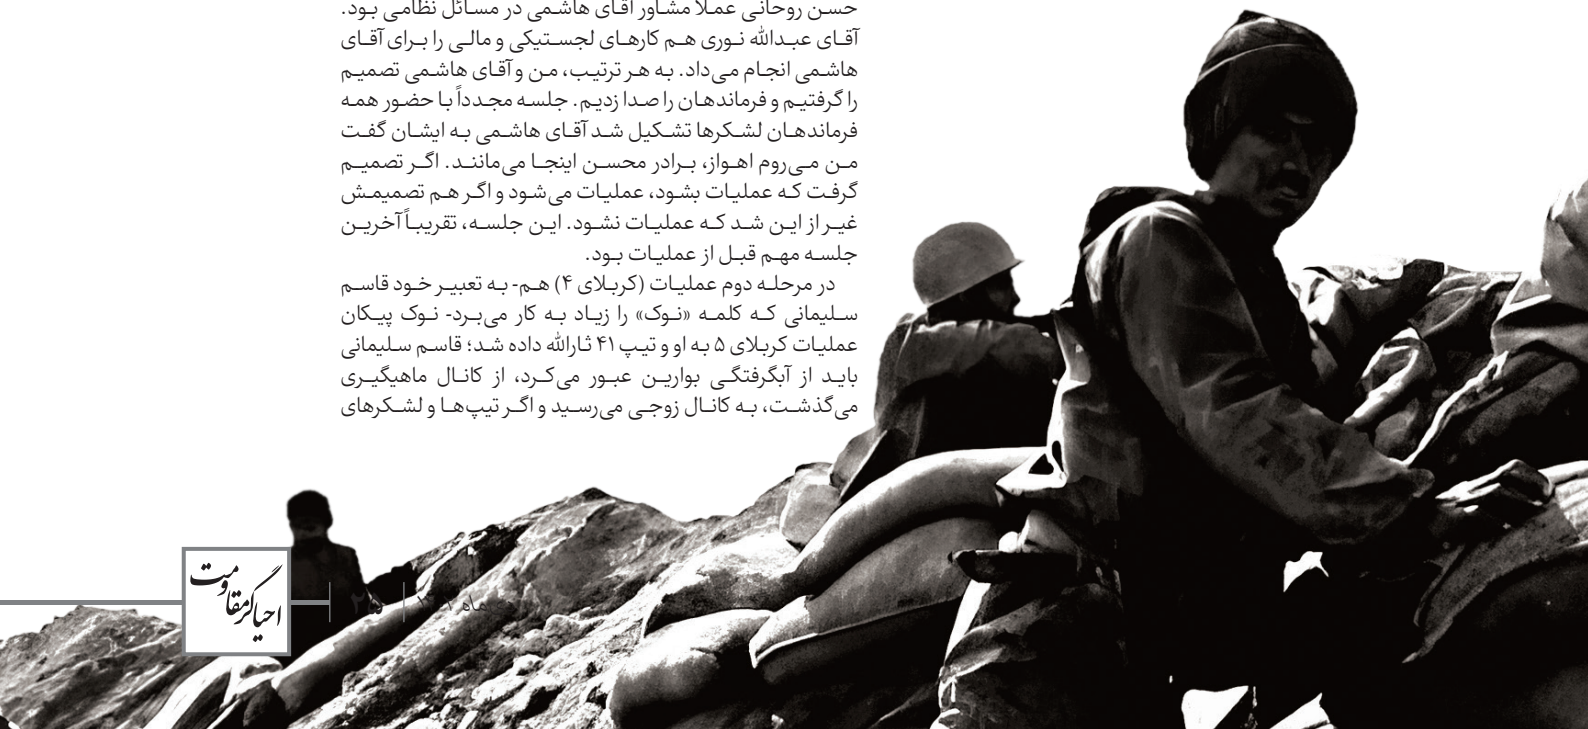 حسن روحانی عملاً مشاور آقای هاشمی در مسائل نظامی بود.
آقای عبدالله نوری هم کارهای لجستیکی و مالی را برای آقای
هاشمی انجام می‌داد. به هر ترتیب، من و آقای هاشمی تصمیم
را گرفتیم و فرماندهان را صدا زدیم. جلسه مجدداً با حضور همه
فرماندهان لشکرها تشکیل شد آقای هاشمی به ایشان گفت
من می‌روم اهواز، برادر محسن اینجا می‌مانند. اگر تصمیم
گرفت که عملیات بشود، عملیات می‌شود و اگر هم تصمیمش
غیر از این شد که عملیات نشود. این جلسه، تقریباً آخرین
جلسه مهم قبل از عملیات بود.
در مرحله دوم عملیات (کربلای ۴) هم- به تعبیر خود قاسم
سلیمانی که کلمه «نوک» را زیاد به کار می‌برد- نوک پیکان
عملیات کربلای ۵ به او و تیپ ۴۱ ثارالله داده شد؛ قاسم سلیمانی
باید از آبگرفتگی بوارین عبور می‌کرد، از کانال ماهیگیری
می‌گذشت، به کانال زوجی می‌رسید و اگر تیپ‌ها و لشکرهای
احیاگر مقاومت
۲۵
ماه